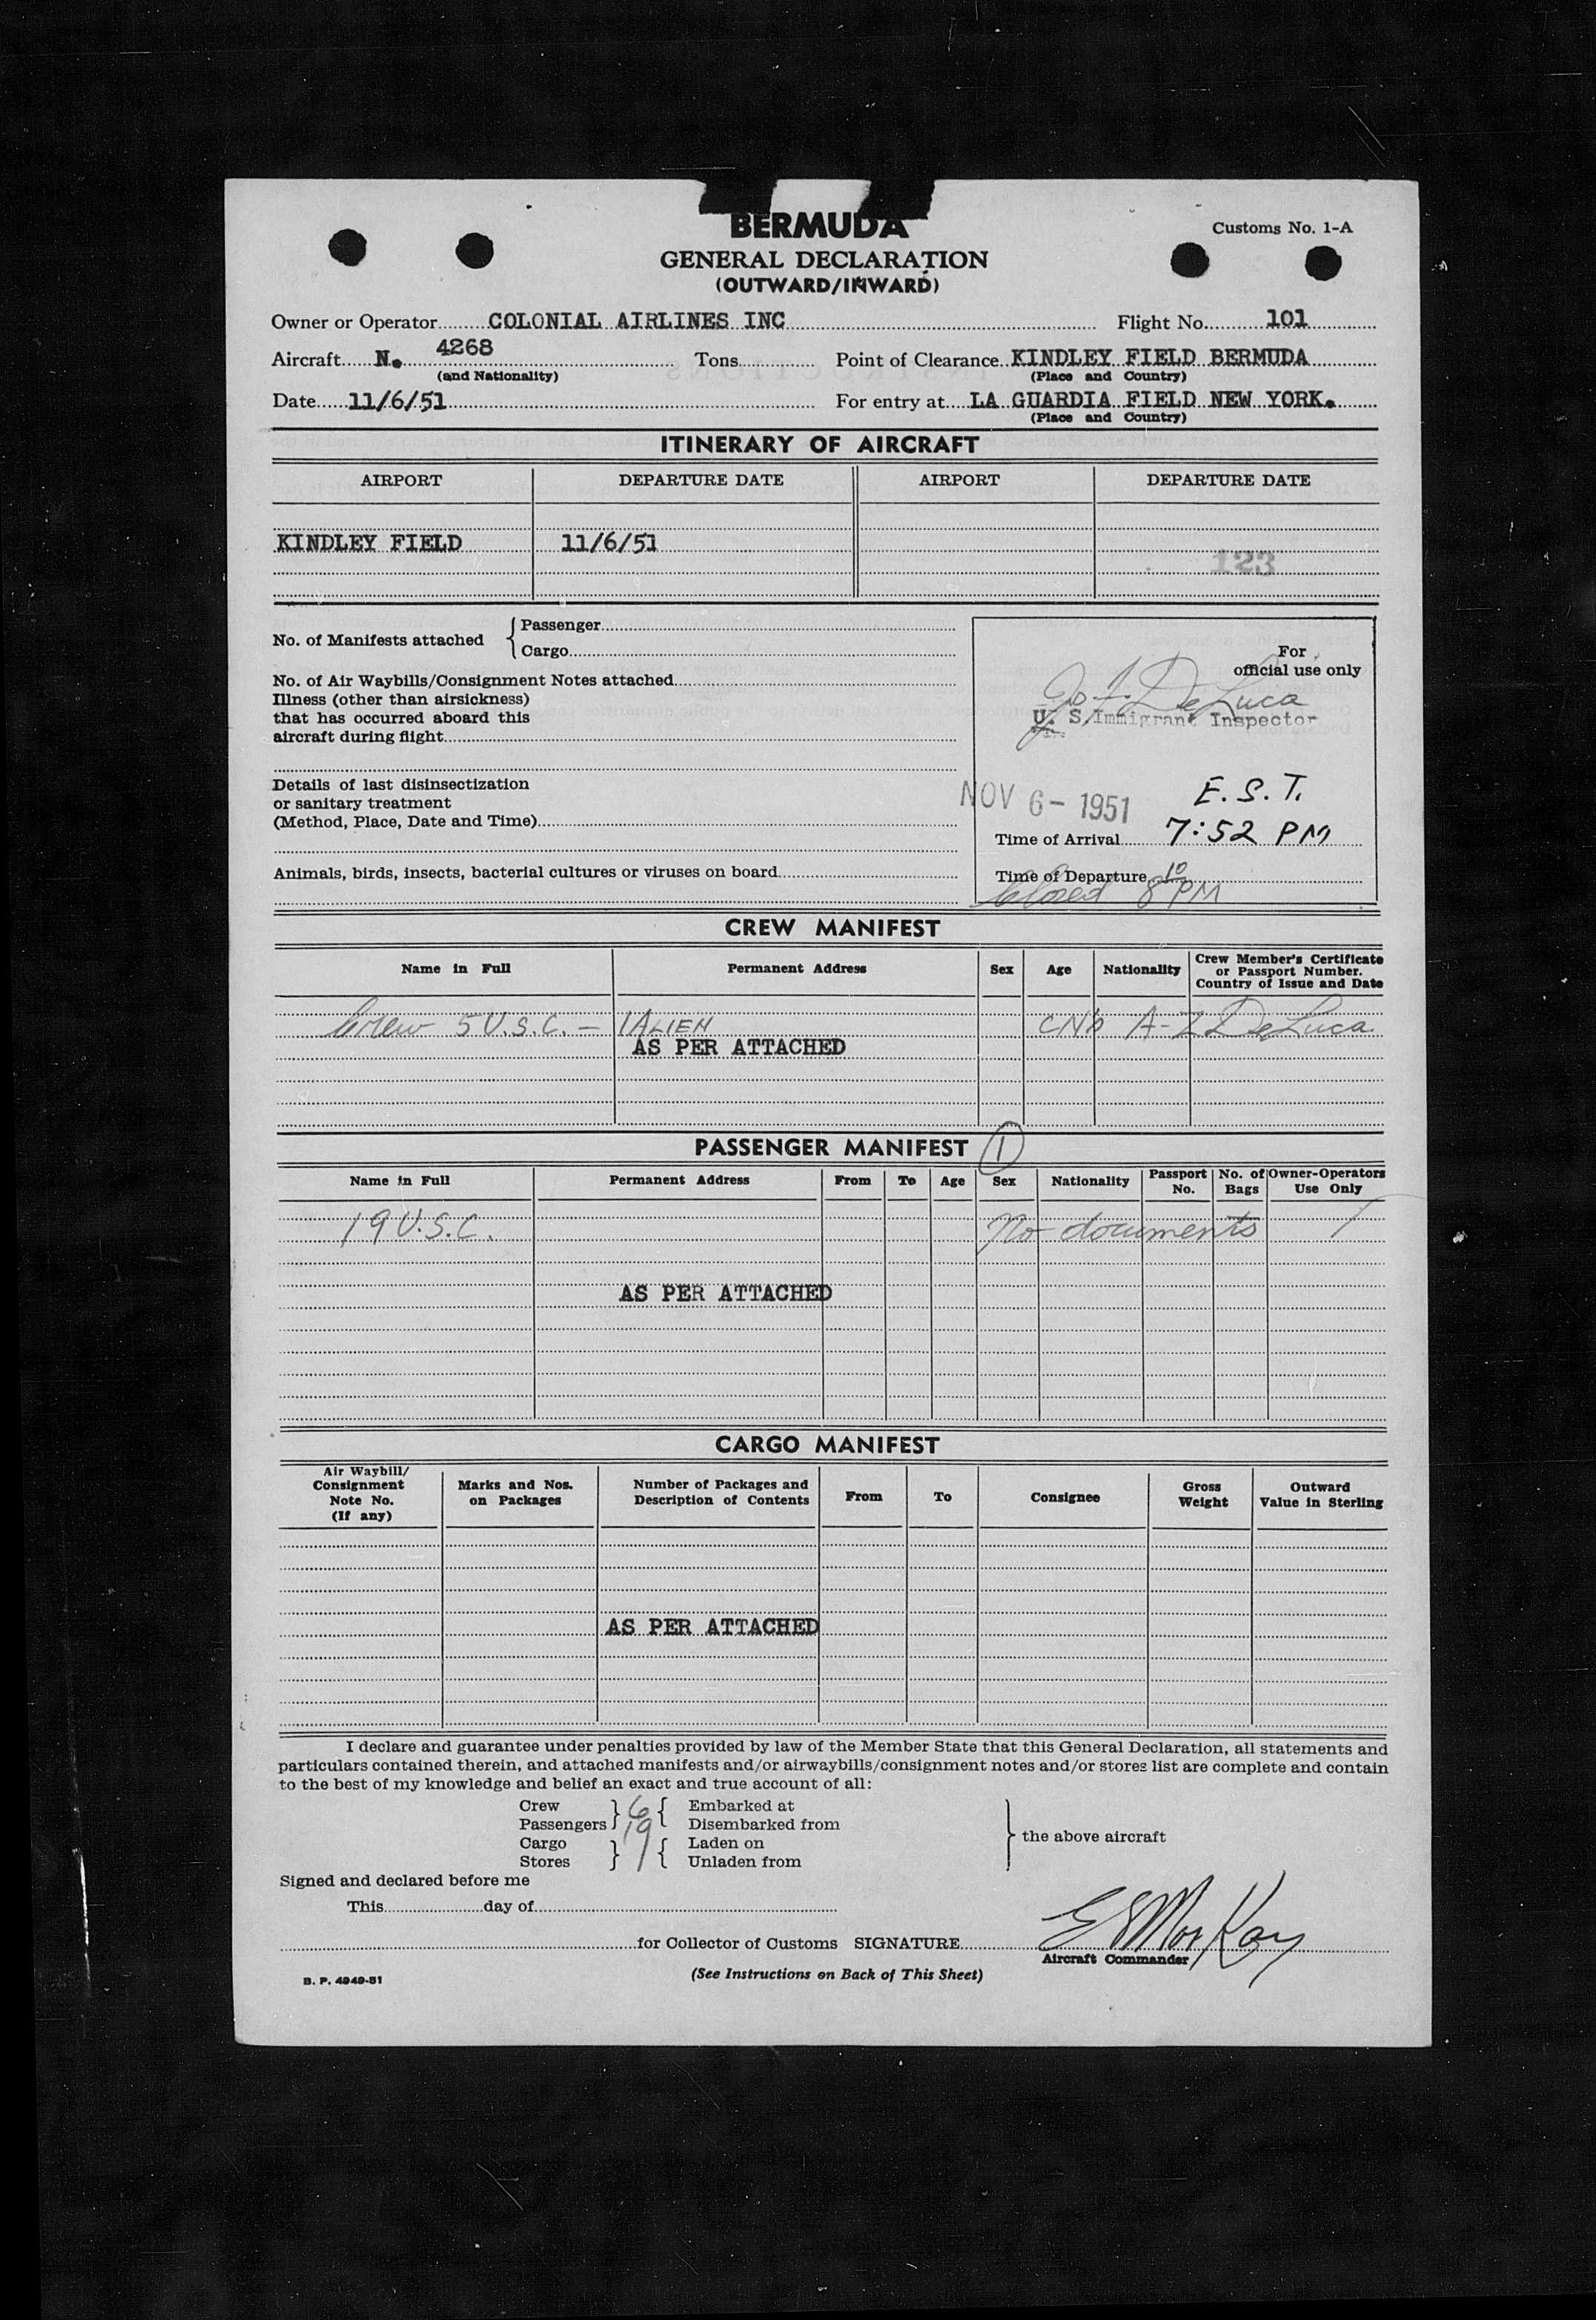 BERMUDA
Customs No. 1-A
GENERAL DECLARATION
(OUTWARD/INWARD)
Owner or Operator COLONIAL AIRLINES INC Flight No. 101
Aircraft N. 4268 Tons Point of Clearance KINDLEY FIELD BERMUDA
(and Nationality) (Place and Country)
Date 11/6/51 For entry at LA GUARDIA FIELD NEW YORK.
(Place and Country)
ITINERARY OF AIRCRAFT
AIRPORT DEPARTURE DATE AIRPORT DEPARTURE DATE
KINDLEY FIELD 11/6/51
123
No. of Manifests attached { Passenger
Cargo
For
official use only
No. of Air Waybills/Consignment Notes attached
Illness (other than airsickness)
that has occurred aboard this
aircraft during flight
De Luca
U. S. Immigrant Inspector
Details of last disinsectization
or sanitary treatment
(Method, Place, Date and Time)
NOV 6- 1951
E.S.T.
Time of Arrival 7:52 PM
Animals, birds, insects, bacterial cultures or viruses on board
Time of Departure
Closed 8 10 PM
CREW MANIFEST
Name in Full Permanent Address Sex Age Nationality Crew Member's Certificate or Passport Number. Country of Issue and Date
Crew 5 U.S.C. - 1 ALIEN DeLuca
AS PER ATTACHED
PASSENGER MANIFEST 1
Name in Full Permanent Address From To Age Sex Nationality Passport No. No. of Bags Owner-Operators Use Only
19 U.S.C. No documents
AS PER ATTACHED
CARGO MANIFEST
Air Waybill/ Consignment Note No. (If any) Marks and Nos. on Packages Number of Packages and Description of Contents From To Consignee Gross Weight Outward Value in Sterling
AS PER ATTACHED
I declare and guarantee under penalties provided by law of the Member State that this General Declaration, all statements and
particulars contained therein, and attached manifests and/or airwaybills/consignment notes and/or stores list are complete and contain
to the best of my knowledge and belief an exact and true account of all:
Crew } 6 { Embarked at
Passengers 19 Disembarked from
Cargo } { Laden on
Stores Unladen from
} the above aircraft
Signed and declared before me
This day of
for Collector of Customs SIGNATURE
Aircraft Commander
B. P. 4949-51
(See Instructions on Back of This Sheet)